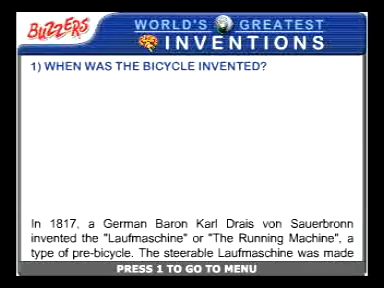 BUZZERS
WORLD'S GREATEST
INVENTIONS
1) WHEN WAS THE BICYCLE INVENTED?
In 1817, a German Baron Karl Drais von Sauerbronn
invented the "Laufmaschine" or "The Running Machine", a
type of pre-bicycle. The steerable Laufmaschine was made
PRESS 1 TO GO TO MENU